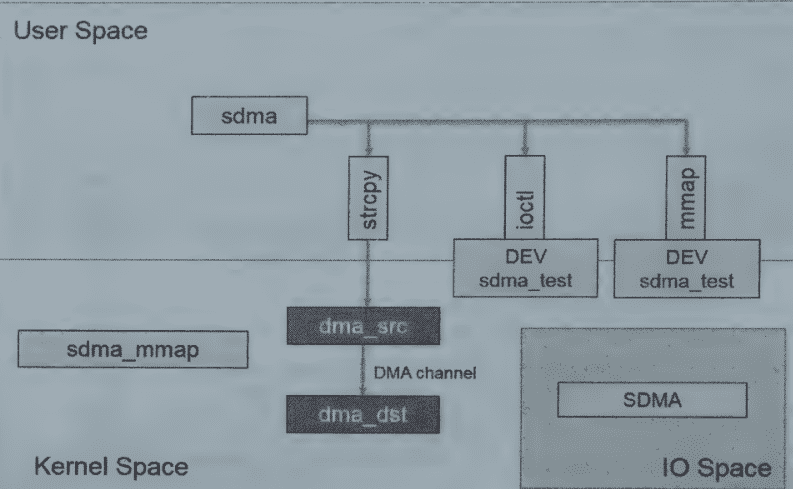 User Space
sdma
strcpy
ioctl
mmap
DEV
sdma_test
DEV
sdma_test
dma_src
sdma_mmap
DMA channel
SDMA
dma_dst
Kernel Space
IO Space